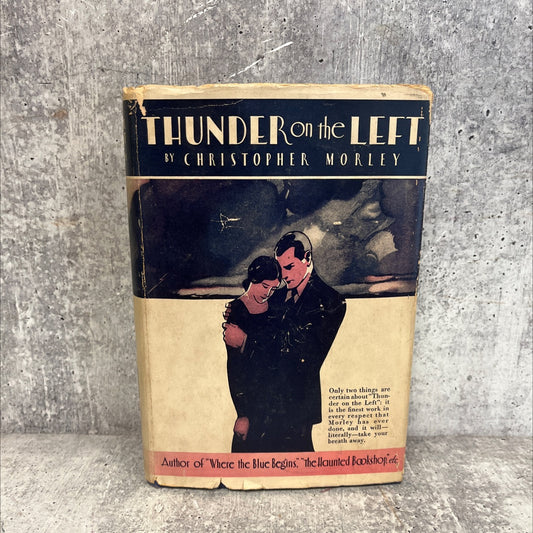 THUNDER on the LEFT
BY CHRISTOPHER MORLEY
Only two things are
certain about "Thun-
der on the Left": it
is the finest work in
every respect that
Morley has ever
done, and it will—
literally—take your
breath away.
Author of "Where the Blue Begins," "the Haunted Bookshop," etc.